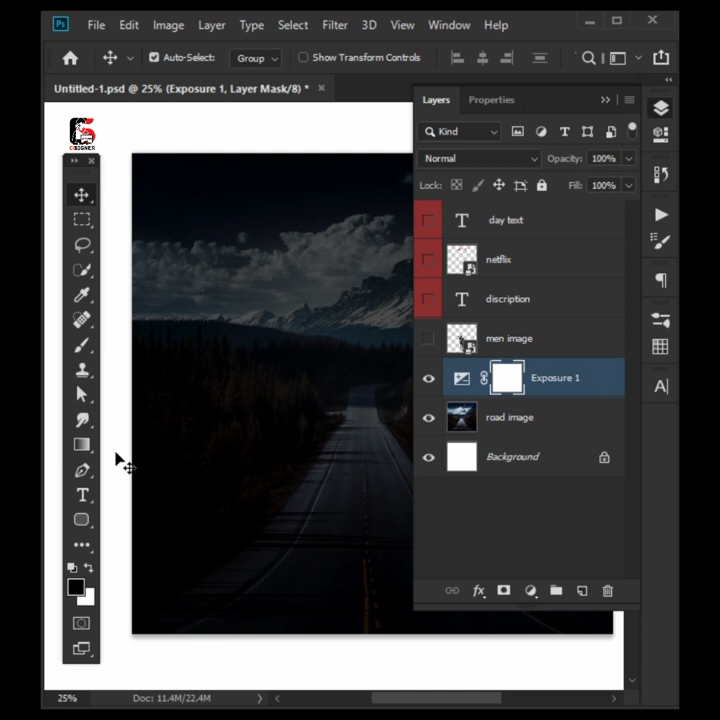 Ps File Edit Image Layer Type Select Filter 3D View Window Help
Auto-Select: Group Show Transform Controls
Untitled-1.psd @ 25% (Exposure 1, Layer Mask/8) *
Layers Properties
Kind
Normal Opacity: 100%
Lock: Fill: 100%
day text
netflix
discription
men image
Exposure 1
road image
Background
25% Doc: 11.4M/22.4M